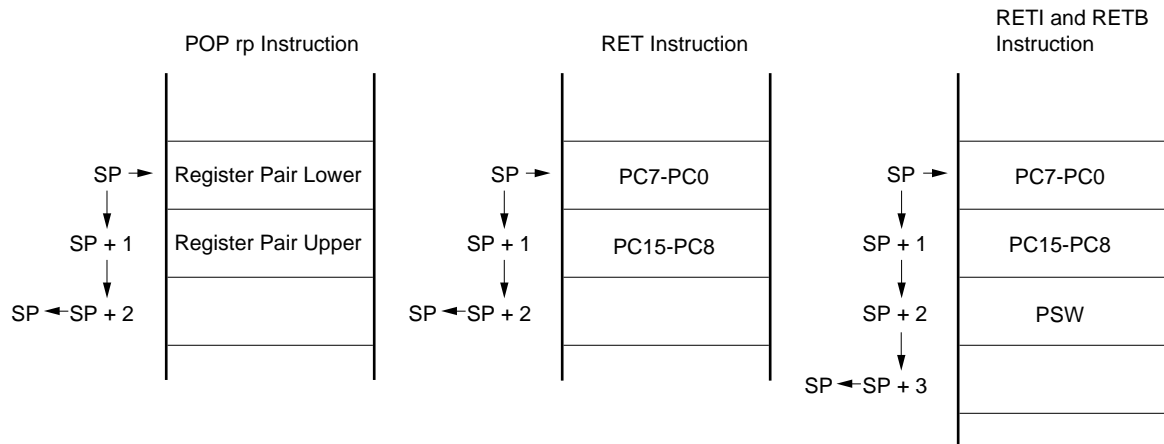 POP rp Instruction
SP
Register Pair Lower
SP + 1
Register Pair Upper
SP
SP + 2
RET Instruction
SP
PC7-PC0
SP + 1
PC15-PC8
SP
SP + 2
RETI and RETB
Instruction
SP
PC7-PC0
SP + 1
PC15-PC8
SP + 2
PSW
SP
SP + 3